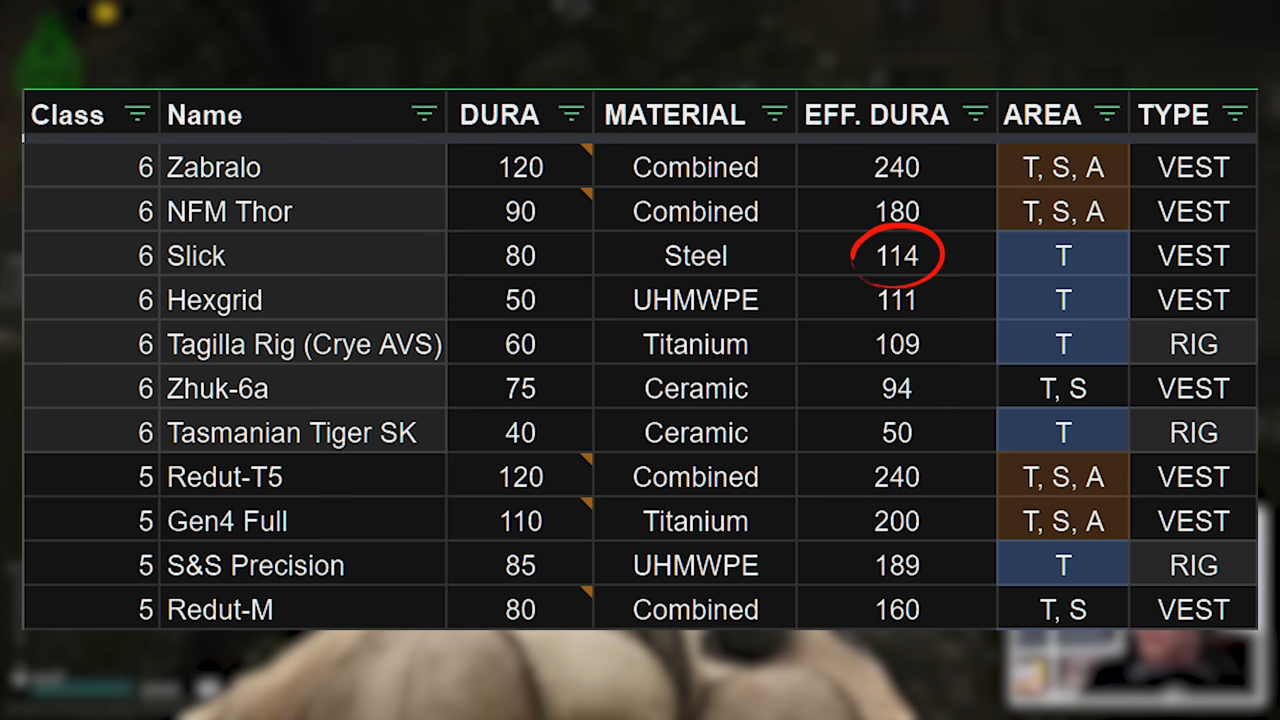 Class Name DURA MATERIAL EFF. DURA AREA TYPE
6 Zabralo 120 Combined 240 T, S, A VEST
6 NFM Thor 90 Combined 180 T, S, A VEST
6 Slick 80 Steel 114 T VEST
6 Hexgrid 50 UHMWPE 111 T VEST
6 Tagilla Rig (Crye AVS) 60 Titanium 109 T RIG
6 Zhuk-6a 75 Ceramic 94 T, S VEST
6 Tasmanian Tiger SK 40 Ceramic 50 T RIG
5 Redut-T5 120 Combined 240 T, S, A VEST
5 Gen4 Full 110 Titanium 200 T, S, A VEST
5 S&S Precision 85 UHMWPE 189 T RIG
5 Redut-M 80 Combined 160 T, S VEST